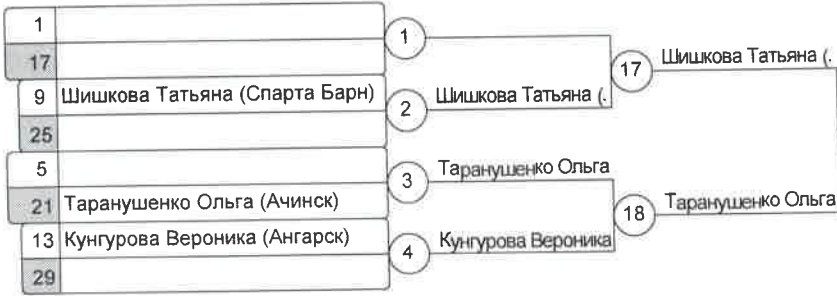 1
17
1
9 Шишкова Татьяна (Спарта Барн)
25
2
Шишкова Татьяна (.
17
Шишкова Татьяна (.
5
21 Таранушенко Ольга (Ачинск)
3
Таранушенко Ольга
13 Кунгурова Вероника (Ангарск)
29
4
Кунгурова Вероника
18
Таранушенко Ольга